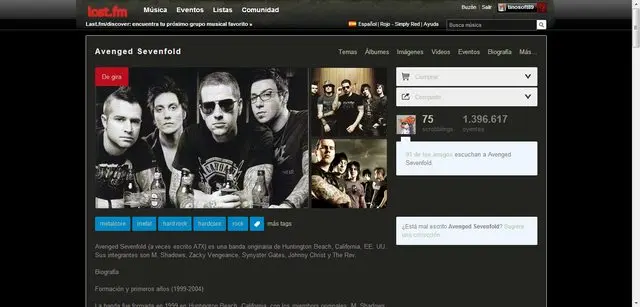 last.fm
Música Eventos Listas Comunidad
Buzón | Salir
Last.fm/discover: encuentra tu próximo grupo musical favorito »
Español | Rojo - Simply Red | Ayuda
Busca música
Avenged Sevenfold
Temas Álbumes Imágenes Vídeos Eventos Biografía Más...
De gira
Comprar
Compartir
75 1.396.617
scrobblings oyentes
91 de tus amigos escuchan a Avenged
Sevenfold
metalcore metal hard rock hardcore rock más tags
¿Está mal escrito Avenged Sevenfold? Sugiere
una corrección
Avenged Sevenfold (a veces escrito A7X) es una banda originaria de Huntington Beach, California, EE. UU.
Sus integrantes son M. Shadows, Zacky Vengeance, Synyster Gates, Johnny Christ y The Rev.
Biografía
Formación y primeros años (1999-2004)
La banda fue formada en 1999 en Huntington Beach, California, con los miembros originales: M. Shadows